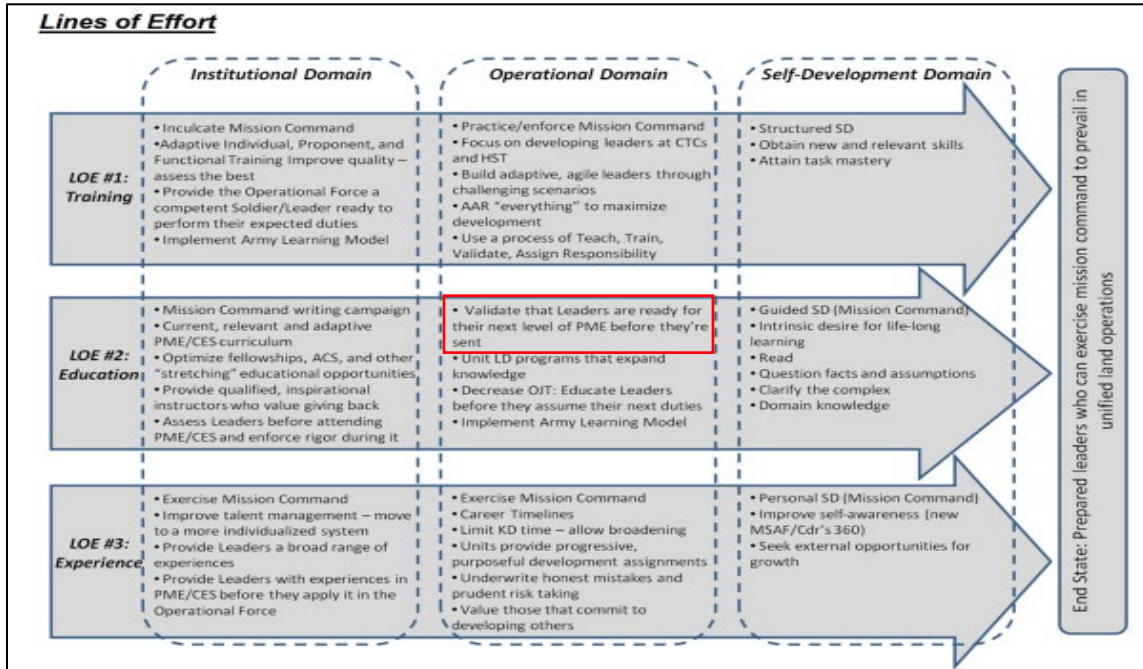 Lines of Effort
Institutional Domain
Operational Domain
Self-Development Domain
LOE #1:
Training
• Inculcate Mission Command
•Adaptive Individual, Proponent, and
Functional Training Improve quality –
assess the best
• Provide the Operational Force a
competent Soldier/Leader ready to
perform their expected duties
• Implement Army Learning Model
• Practice/enforce Mission Command
• Focus on developing leaders at CTCs
and HST
• Build adaptive, agile leaders through
challenging scenarios
• AAR “everything” to maximize
development
• Use a process of Teach, Train,
Validate, Assign Responsibility
• Structured SD
• Obtain new and relevant skills
• Attain task mastery
LOE #2:
Education
• Mission Command writing campaign
• Current, relevant and adaptive
PME/CES curriculum
• Optimize fellowships, ACS, and other
“stretching” educational opportunities
• Provide qualified, inspirational
instructors who value giving back
• Assess Leaders before attending
PME/CES and enforce rigor during it
• Validate that Leaders are ready for
their next level of PME before they’re
sent
• Unit LD programs that expand
knowledge
• Decrease OJT: Educate Leaders
before they assume their next duties
• Implement Army Learning Model
• Guided SD (Mission Command)
• Intrinsic desire for life-long
learning
• Read
• Question facts and assumptions
• Clarify the complex
• Domain knowledge
LOE #3:
Experience
• Exercise Mission Command
• Improve talent management – move
to a more individualized system
• Provide Leaders a broad range of
experiences
• Provide Leaders with experiences in
PME/CES before they apply it in the
Operational Force
• Exercise Mission Command
• Career Timelines
• Limit KD time – allow broadening
• Units provide progressive,
purposeful development assignments
• Underwrite honest mistakes and
prudent risk taking
• Value those that commit to
developing others
• Personal SD (Mission Command)
• Improve self-awareness (new
MSAF/Cdr’s 360)
• Seek external opportunities for
growth
End State: Prepared leaders who can exercise mission command to prevail in
unified land operations